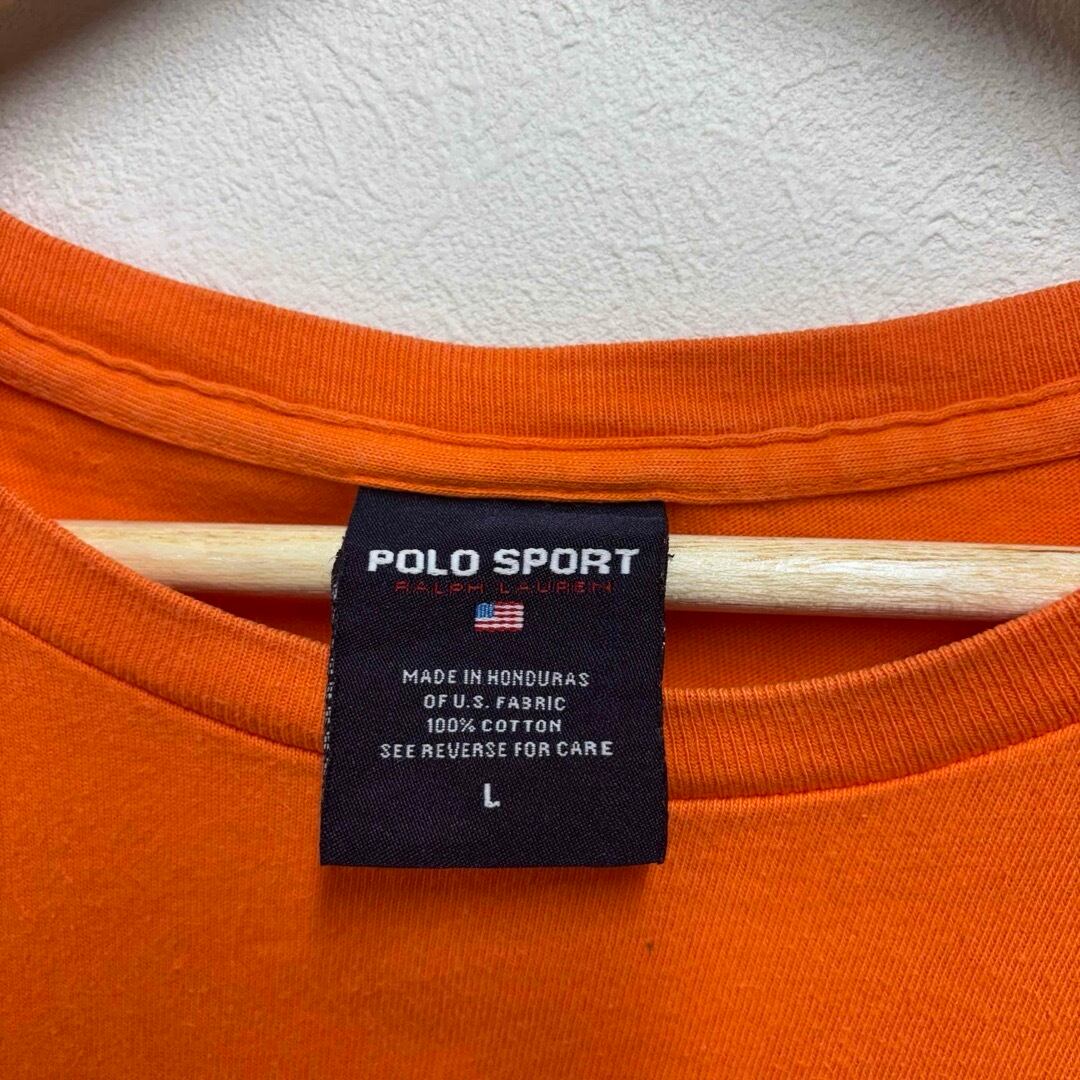 POLO SPORT
RALPH LAUREN
MADE IN HONDURAS
OF U.S. FABRIC
100% COTTON
SEE REVERSE FOR CARE
L